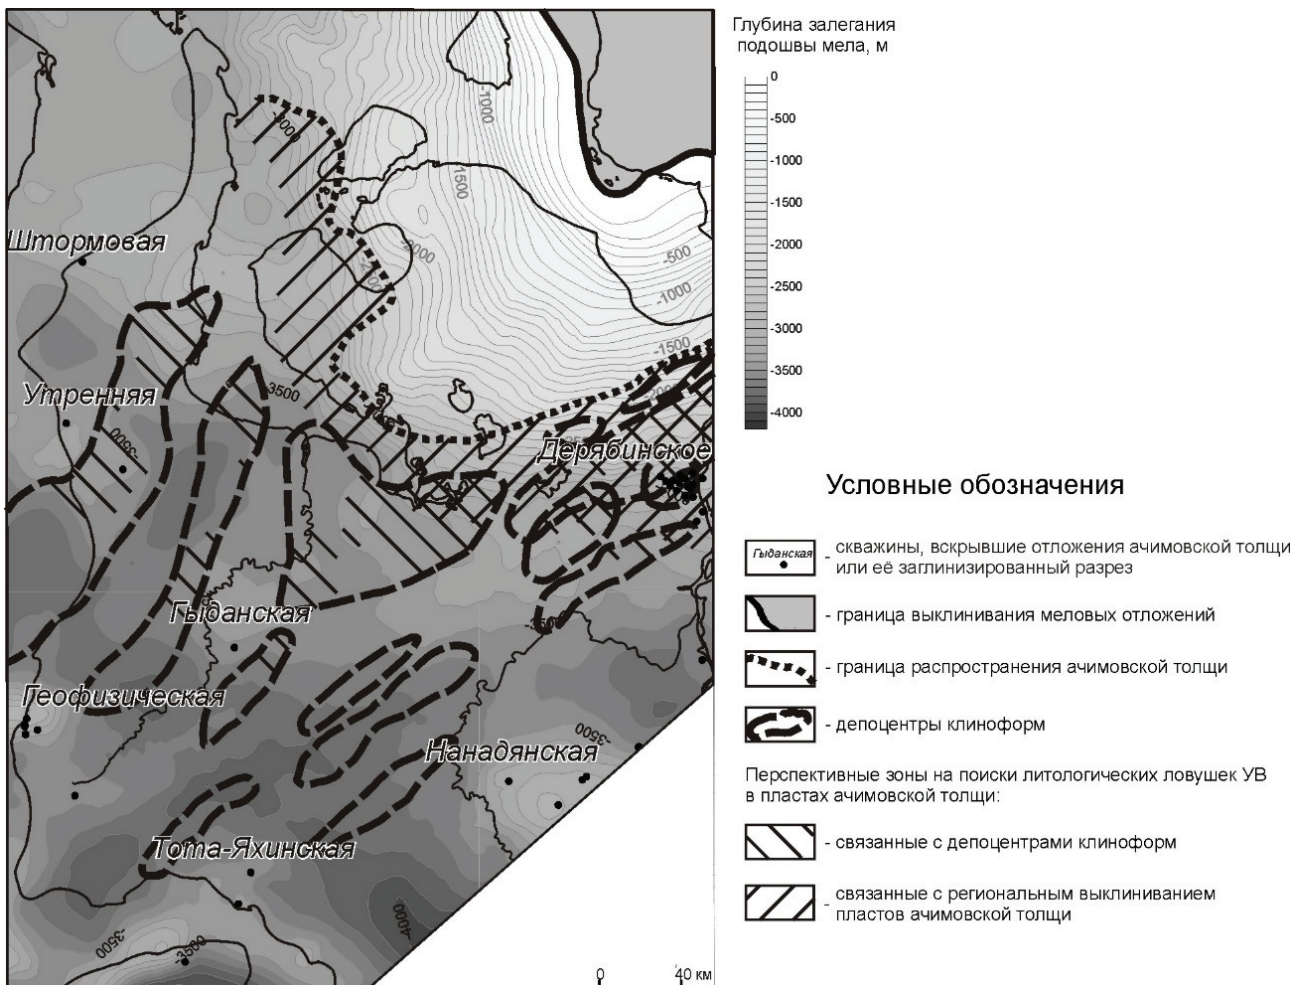 Глубина залегания
подошвы мела, м
0
-500
-1000
-1500
-2000
-2500
-3000
-3500
-4000
-1000
-3000
1500
Штормовая
-2000
-500
-1000
-1500
Утренняя
-3500
-2000
-3500
Дерябинское
Гыданская
-3500
Геофизическая
Нанадянская
-3500
Тота-Яхинская
-4000
-3500
-3500
0 40 км
Условные обозначения
Гыданская
- скважины, вскрывшие отложения ачимовской толщи
или её заглинизированный разрез
- граница выклинивания меловых отложений
- граница распространения ачимовской толщи
- депоцентры клиноформ
Перспективные зоны на поиски литологических ловушек УВ
в пластах ачимовской толщи:
- связанные с депоцентрами клиноформ
- связанные с региональным выклиниванием
пластов ачимовской толщи